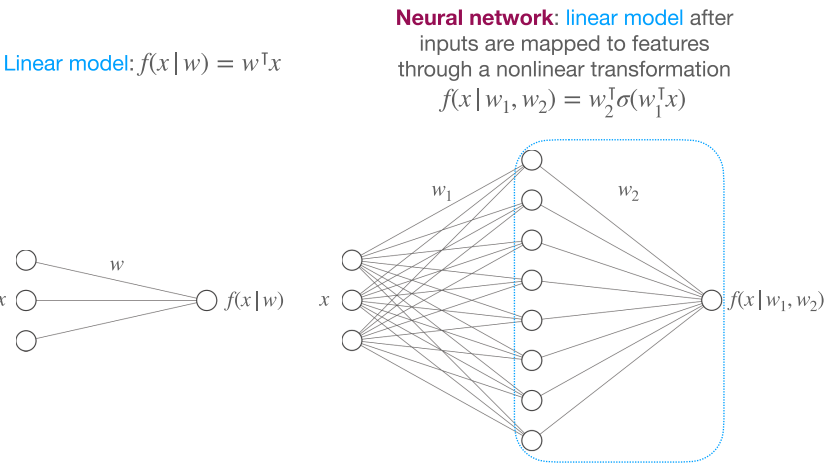 Linear model: f(x|w) = w⊺x
Neural network: linear model after
inputs are mapped to features
through a nonlinear transformation
f(x|w₁, w₂) = w₂⊺σ(w₁⊺x)
w
x
f(x|w)
w₁
w₂
x
f(x|w₁, w₂)